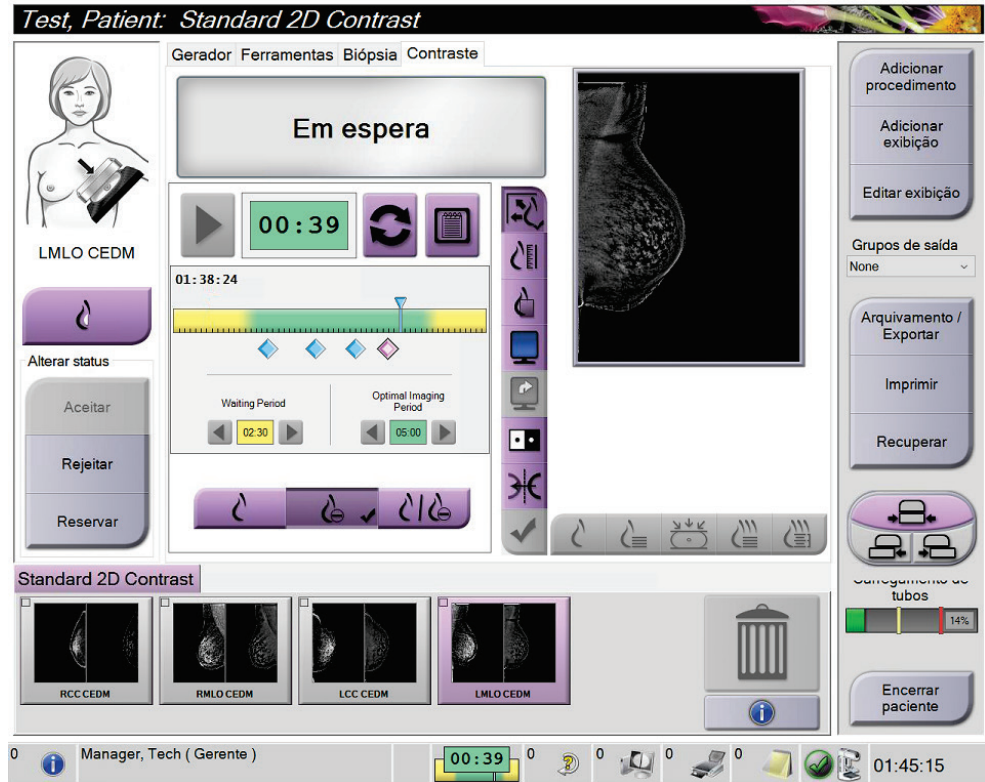 Test, Patient: Standard 2D Contrast
Gerador Ferramentas Biópsia Contraste
Em espera
LMLO CEDM
00:39
01:38:24
Waiting Period
Optimal Imaging
Period
02:30
05:00
Alterar status
Aceitar
Rejeitar
Reservar
Adicionar
procedimento
Adicionar
exibição
Editar exibição
Grupos de saída
None
Arquivamento /
Exportar
Imprimir
Recuperar
Carregamento de
tubos
14%
Encerrar
paciente
Standard 2D Contrast
RCC CEDM
RMLO CEDM
LCC CEDM
LMLO CEDM
0
Manager, Tech ( Gerente )
00:39
0
0
0
0
01:45:15